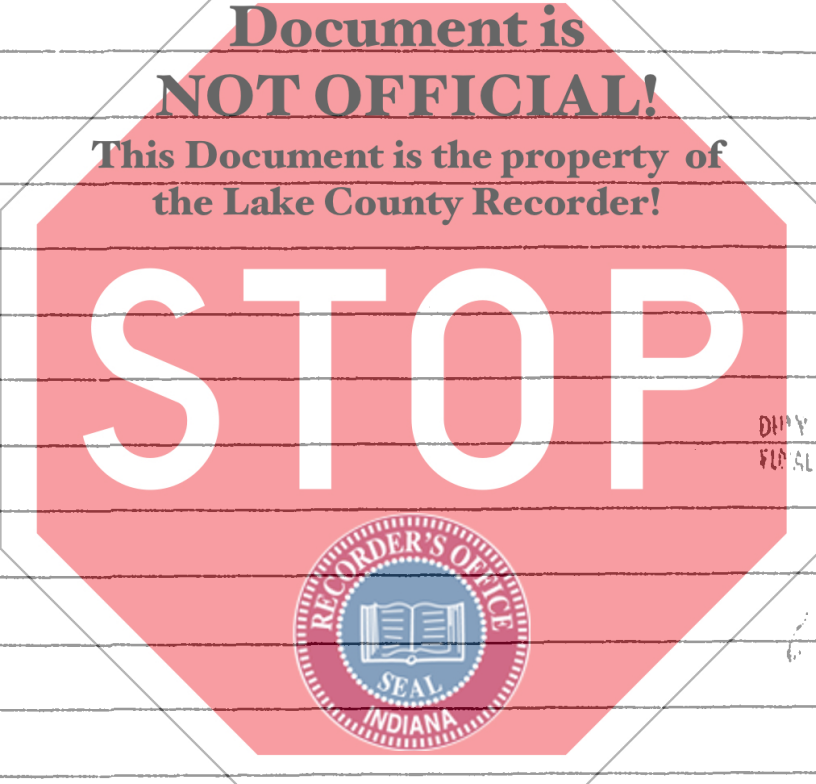 Document is
NOT OFFICIAL!
This Document is the property of
the Lake County Recorder!
STOP
RECORDER'S OFFICE
SEAL
INDIANA